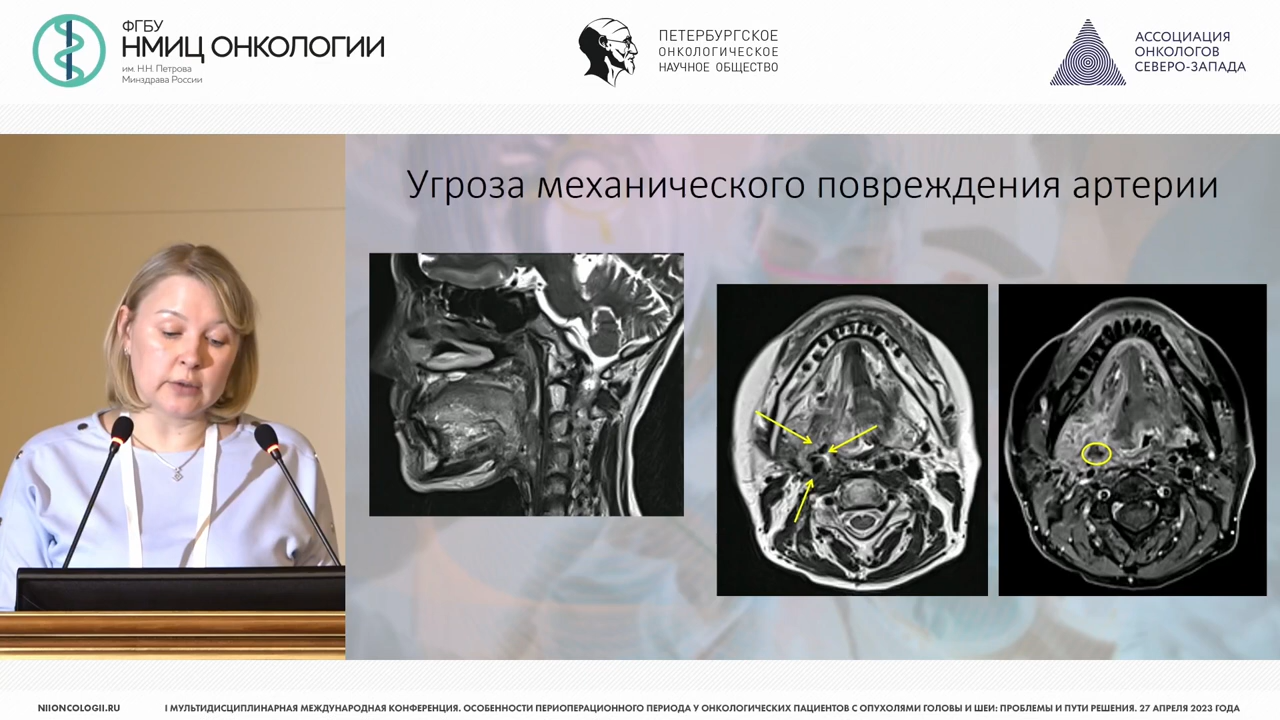 ФГБУ
НМИЦ ОНКОЛОГИИ
им. Н.Н. Петрова
Минздрава России
ПЕТЕРБУРГСКОЕ
ОНКОЛОГИЧЕСКОЕ
НАУЧНОЕ ОБЩЕСТВО
АССОЦИАЦИЯ
ОНКОЛОГОВ
СЕВЕРО-ЗАПАДА
Угроза механического повреждения артерии
NIIONCOLOGII.RU
I МУЛЬТИДИСЦИПЛИНАРНАЯ МЕЖДУНАРОДНАЯ КОНФЕРЕНЦИЯ. ОСОБЕННОСТИ ПЕРИОПЕРАЦИОННОГО ПЕРИОДА У ОНКОЛОГИЧЕСКИХ ПАЦИЕНТОВ С ОПУХОЛЯМИ ГОЛОВЫ И ШЕИ: ПРОБЛЕМЫ И ПУТИ РЕШЕНИЯ. 27 АПРЕЛЯ 2023 ГОДА